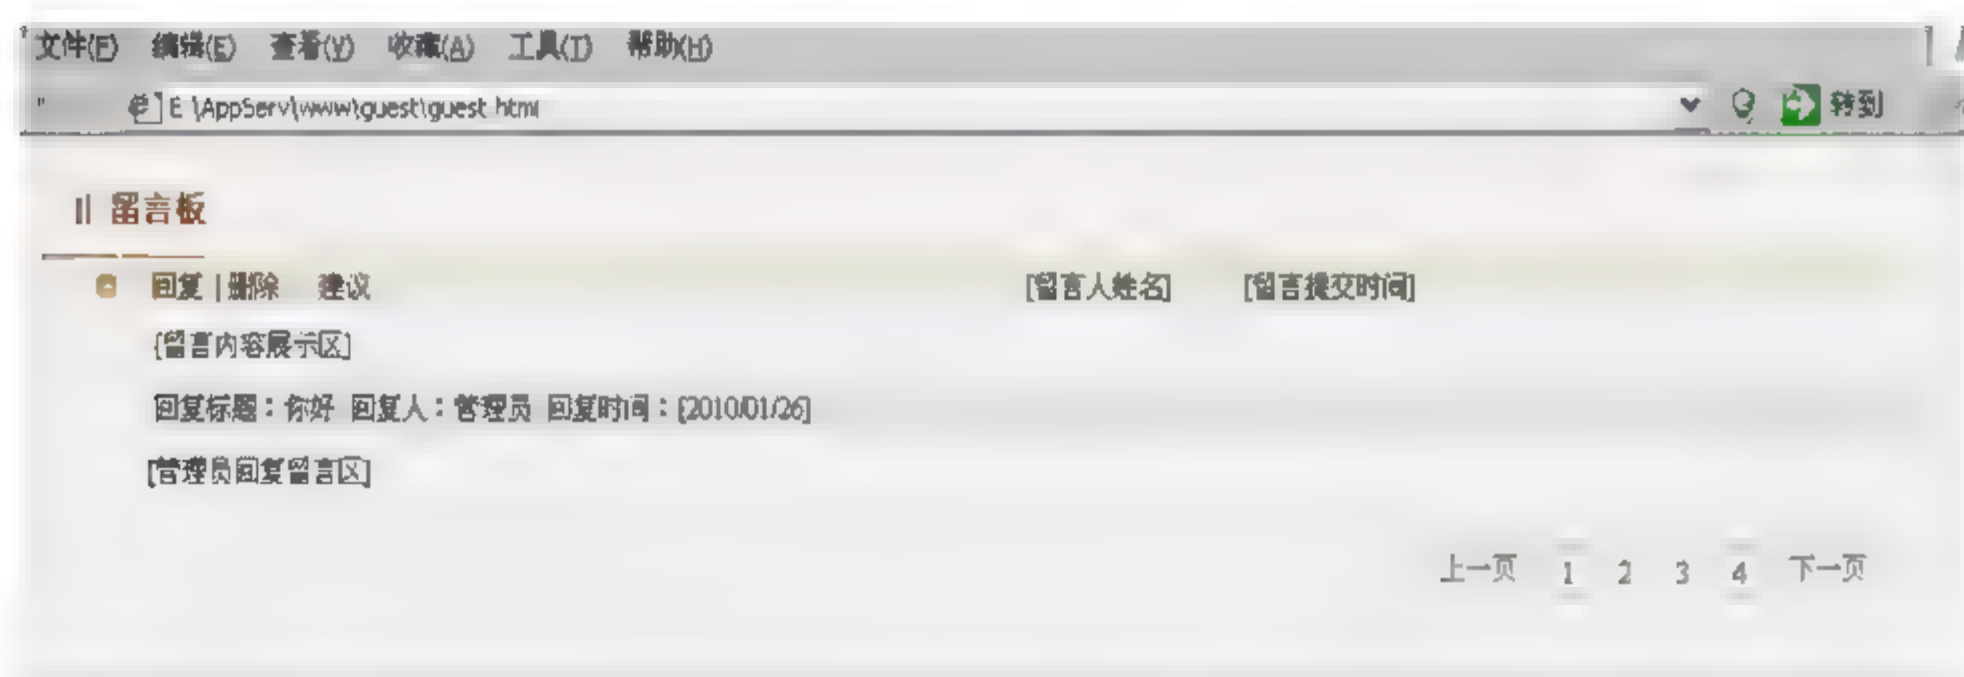 文件(F) 编辑(E) 查看(V) 收藏(A) 工具(T) 帮助(H)
E:\AppServ\www\guest\guest.html 转到
留言板
回复 | 删除 建议 [留言人姓名] [留言提交时间]
[留言内容展示区]
回复标题：你好 回复人：管理员 回复时间：[2010/01/26]
[管理员回复留言区]
上一页 1 2 3 4 下一页